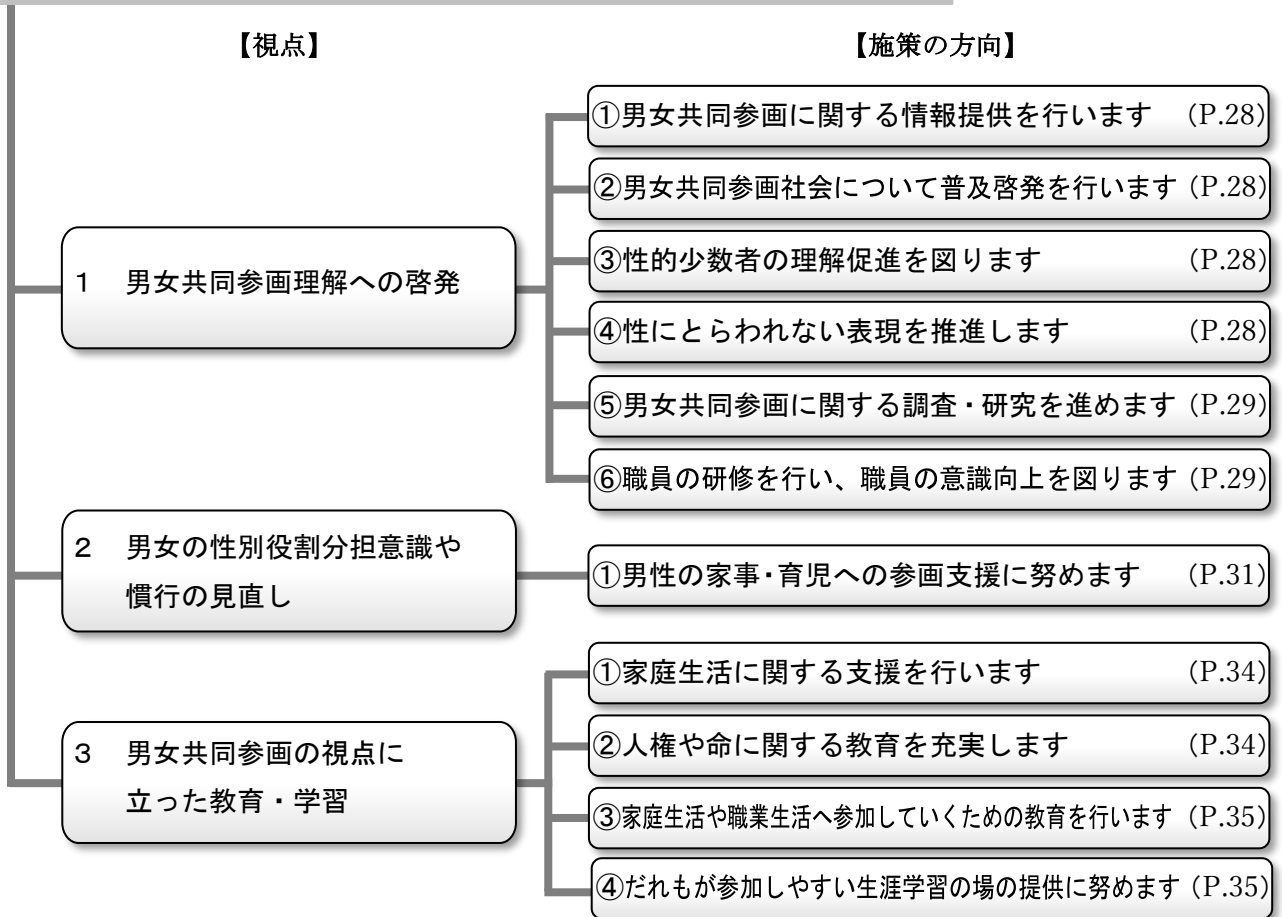 【視点】
【施策の方向】
1 男女共同参画理解への啓発
①男女共同参画に関する情報提供を行います (P.28)
②男女共同参画社会について普及啓発を行います (P.28)
③性的少数者の理解促進を図ります (P.28)
④性にとらわれない表現を推進します (P.28)
⑤男女共同参画に関する調査・研究を進めます (P.29)
⑥職員の研修を行い、職員の意識向上を図ります (P.29)
2 男女の性別役割分担意識や
慣行の見直し
①男性の家事・育児への参画支援に努めます (P.31)
3 男女共同参画の視点に
立った教育・学習
①家庭生活に関する支援を行います (P.34)
②人権や命に関する教育を充実します (P.34)
③家庭生活や職業生活へ参加していくための教育を行います (P.35)
④だれもが参加しやすい生涯学習の場の提供に努めます (P.35)